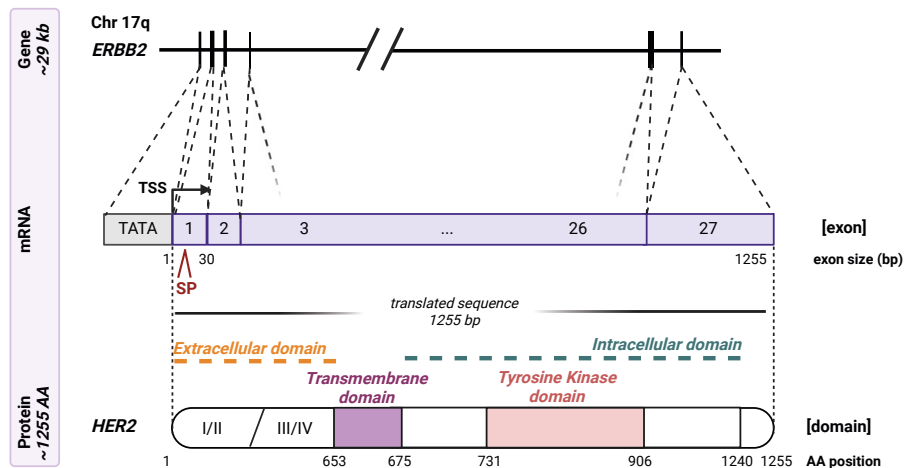 Gene
~29 kb
Chr 17q
ERBB2
mRNA
TSS
TATA 1 2 3 ... 26 27 [exon]
1 30 1255 exon size (bp)
SP
translated sequence
1255 bp
Extracellular domain Intracellular domain
Transmembrane
domain
Tyrosine Kinase
domain
Protein
~1255 AA
HER2 I/II III/IV [domain]
1 653 675 731 906 1240 1255 AA position